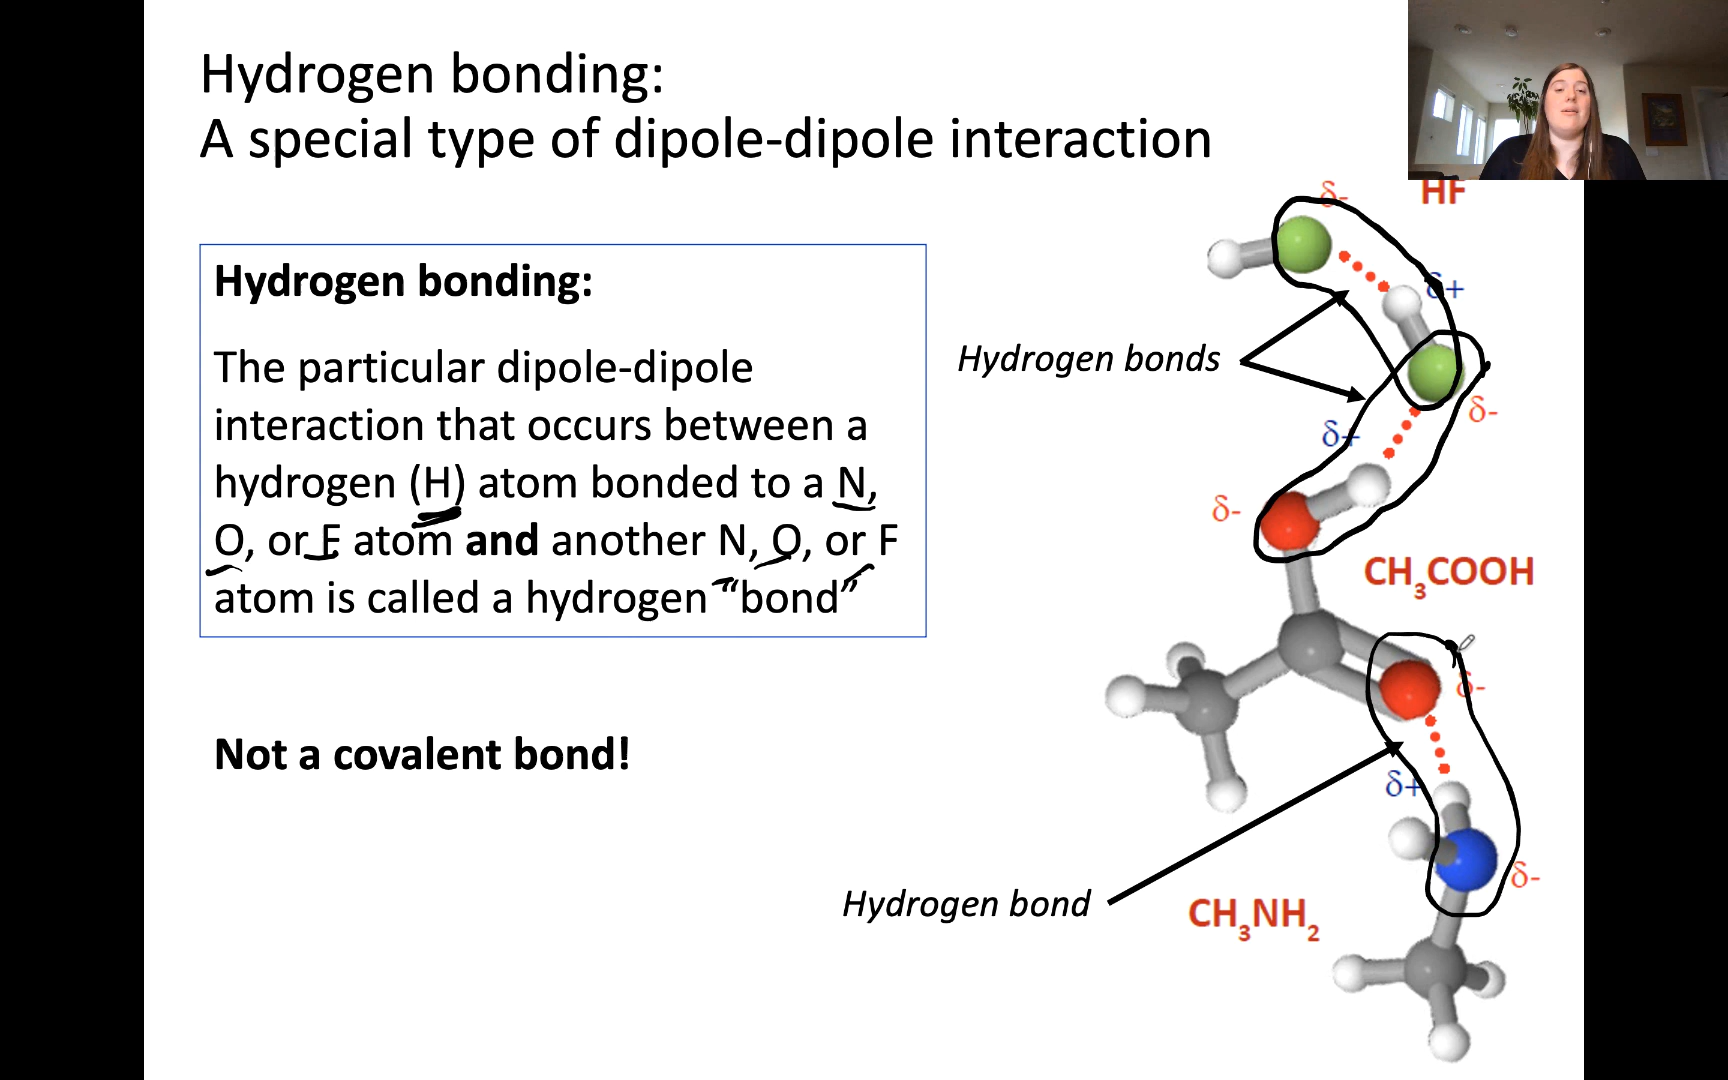 Hydrogen bonding:
A special type of dipole-dipole interaction
Hydrogen bonding:
The particular dipole-dipole
interaction that occurs between a
hydrogen (H) atom bonded to a N,
O, or F atom and another N, O, or F
atom is called a hydrogen “bond”
Not a covalent bond!
HF
δ-
δ+
Hydrogen bonds
δ-
δ+
δ-
CH₃COOH
δ-
δ+
δ-
Hydrogen bond
CH₃NH₂